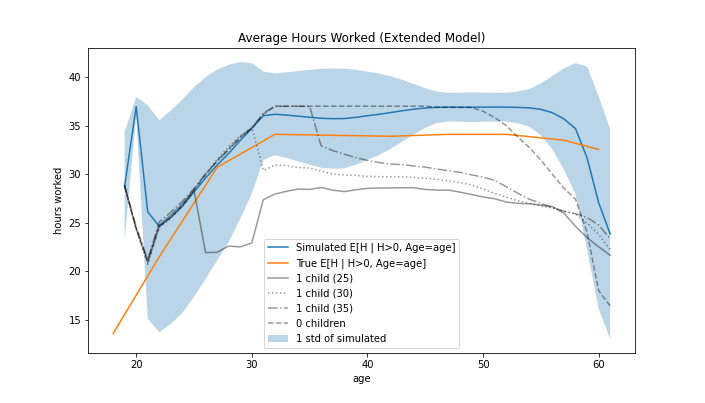 Average Hours Worked (Extended Model)
hours worked
40
35
30
25
20
15
Simulated E[H | H>0, Age=age]
True E[H | H>0, Age=age]
1 child (25)
1 child (30)
1 child (35)
0 children
1 std of simulated
20 30 40 50 60
age